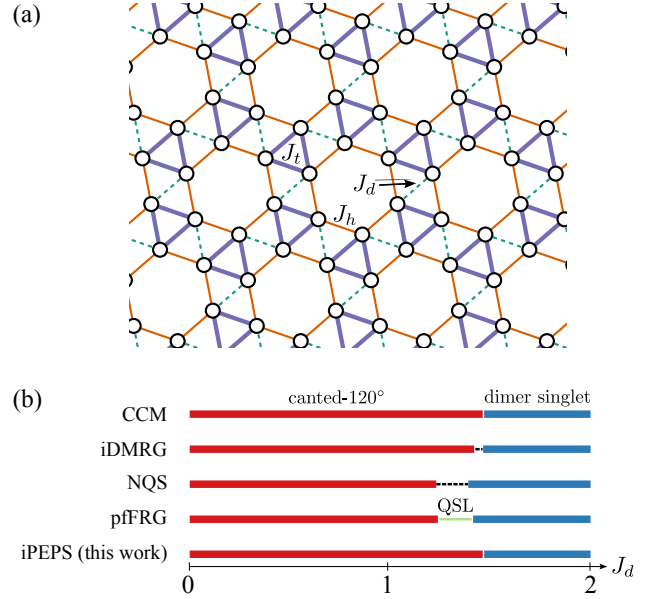 (a)
J_t
J_d
J_h
(b)
canted-120° dimer singlet
CCM
iDMRG
NQS
QSL
pfFRG
iPEPS (this work)
0 1 2 J_d